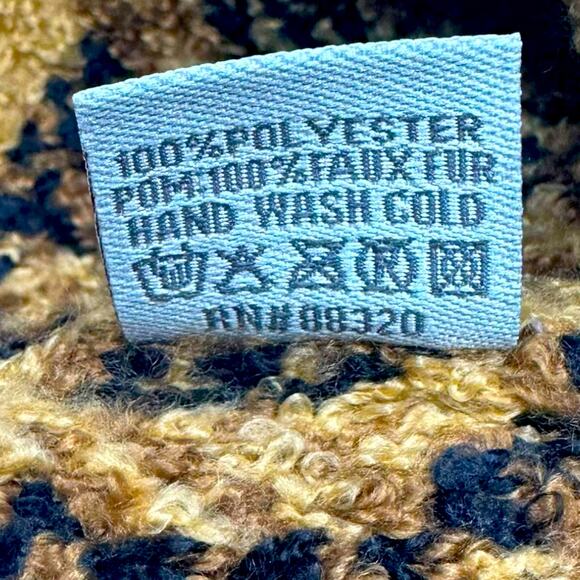 100% POLYESTER
POM: 100% FAUX FUR
HAND WASH COLD
RN# 88320